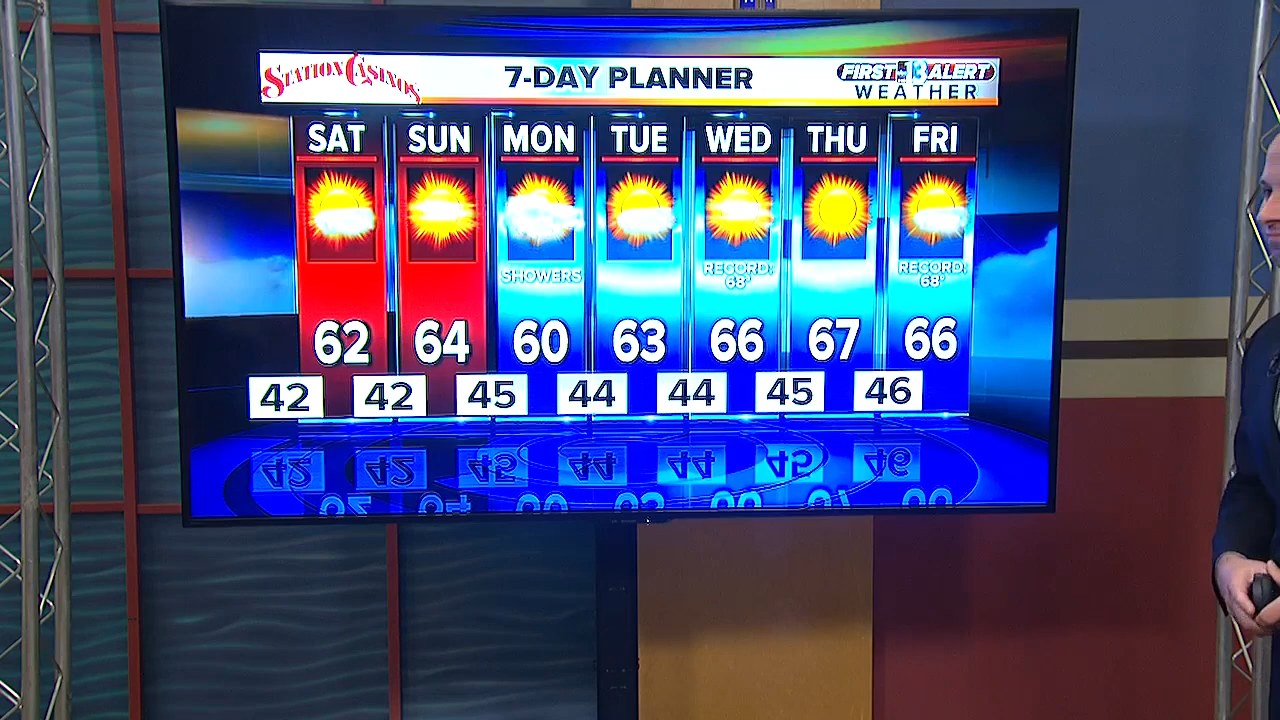 STATION CASINOS
7-DAY PLANNER
FIRST 13 ALERT
WEATHER
SAT SUN MON TUE WED THU FRI
SHOWERS
RECORD: 68°
RECORD: 68°
62 64 60 63 66 67 66
42 42 45 44 44 45 46